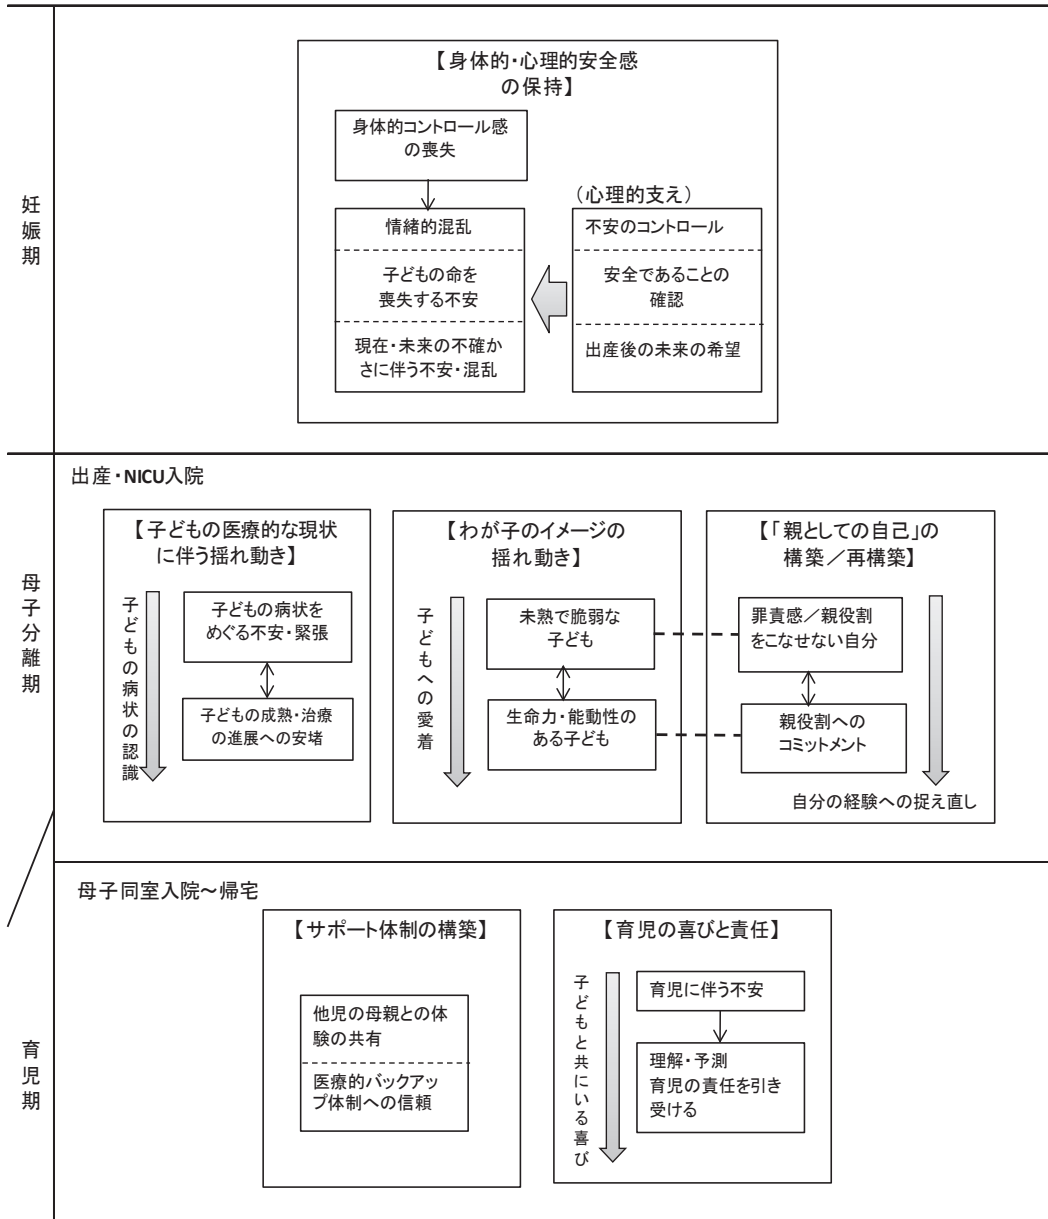 妊娠期
【身体的・心理的安全感
の保持】
身体的コントロール感
の喪失
情緒的混乱
子どもの命を
喪失する不安
現在・未来の不確か
さに伴う不安・混乱
（心理的支え）
不安のコントロール
安全であることの
確認
出産後の未来の希望
母子分離期
出産・NICU入院
【子どもの医療的な現状
に伴う揺れ動き】
子どもの病状の認識
子どもの病状を
めぐる不安・緊張
子どもの成熟・治療
の進展への安堵
【わが子のイメージの
揺れ動き】
子どもへの愛着
未熟で脆弱な
子ども
生命力・能動性の
ある子ども
【「親としての自己」の
構築／再構築】
罪責感／親役割
をこなせない自分
親役割への
コミットメント
自分の経験への捉え直し
育児期
母子同室入院～帰宅
【サポート体制の構築】
他児の母親との体
験の共有
医療的バックアッ
プ体制への信頼
【育児の喜びと責任】
子どもと共にいる喜び
育児に伴う不安
理解・予測
育児の責任を引き
受ける